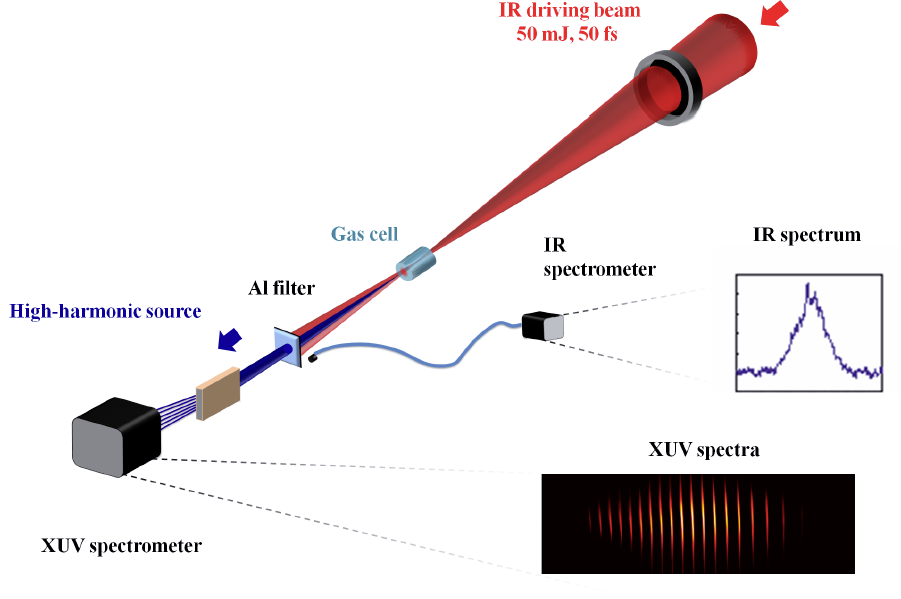 IR driving beam
50 mJ, 50 fs
Gas cell
IR
spectrometer
IR spectrum
Al filter
High-harmonic source
XUV spectra
XUV spectrometer